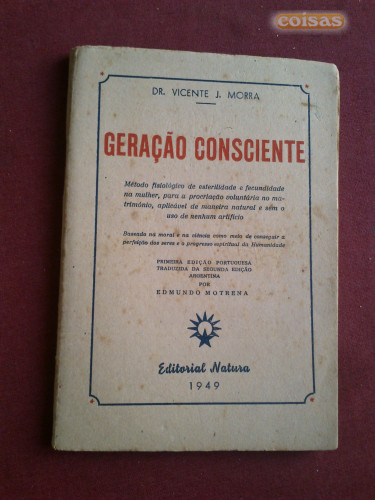 coisas
DR. VICENTE J. MORRA
GERAÇÃO CONSCIENTE
Método fisiológico de esterilidade e fecundidade
na mulher, para a procriação voluntária no ma-
trimónio, aplicável de maneira natural e sem o
uso de nenhum artifício
Baseado na moral e na ciência como meio de conseguir a
perfeição dos seres e o progresso espiritual da Humanidade
PRIMEIRA EDIÇÃO PORTUGUESA
TRADUZIDA DA SEGUNDA EDIÇÃO
ARGENTINA
POR
EDMUNDO MOTRENA
Editorial Natura
1949